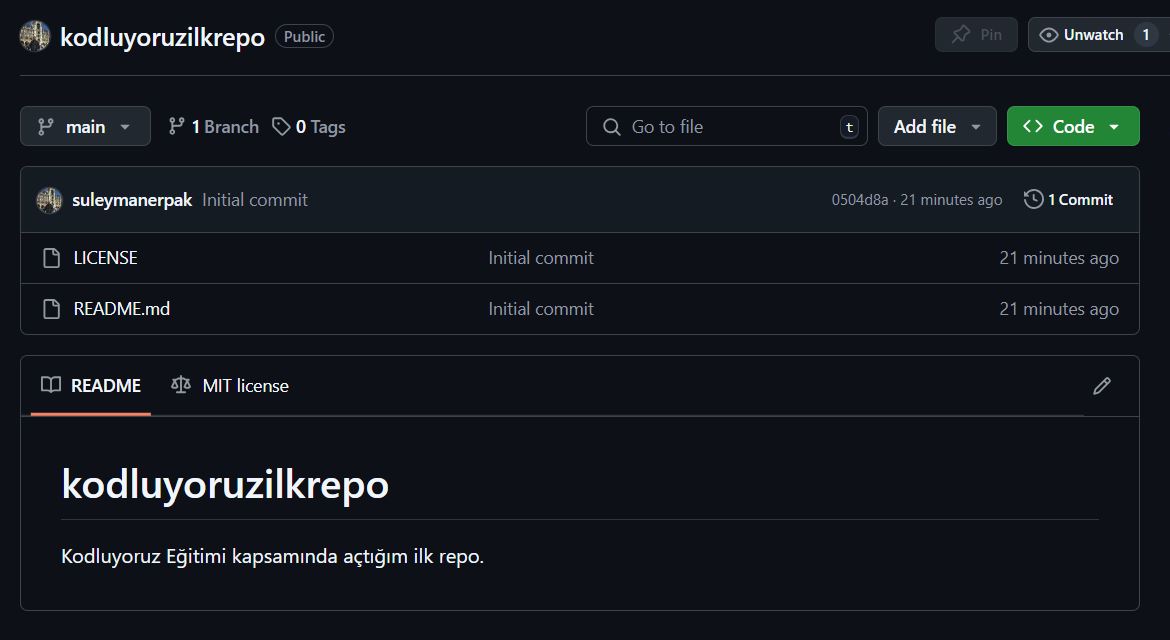 kodluyoruzilkrepo Public Pin Unwatch 1
main 1 Branch 0 Tags Go to file t Add file Code
suleymanerpak Initial commit 0504d8a · 21 minutes ago 1 Commit
LICENSE Initial commit 21 minutes ago
README.md Initial commit 21 minutes ago
README MIT license
kodluyoruzilkrepo
Kodluyoruz Eğitimi kapsamında açtığım ilk repo.